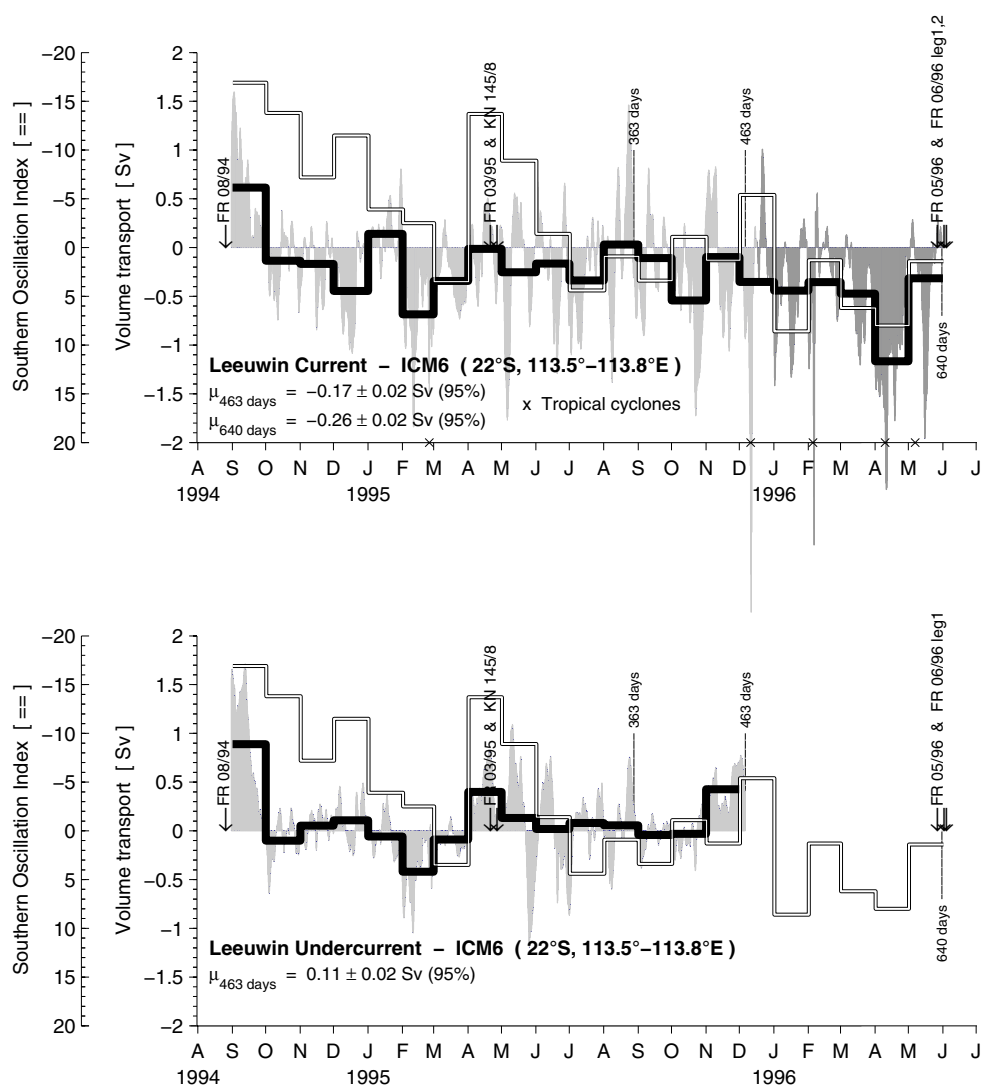 Southern Oscillation Index [ == ]
−20
−15
−10
−5
0
5
10
15
20
Volume transport [ Sv ]
2
1.5
1
0.5
0
−0.5
−1
−1.5
−2
FR 08/94
FR 03/95 & KN 145/8
363 days
463 days
FR 05/96 & FR 06/96 leg1,2
640 days
Leeuwin Current − ICM6 ( 22°S, 113.5°−113.8°E )
μ463 days = −0.17 ± 0.02 Sv (95%)
μ640 days = −0.26 ± 0.02 Sv (95%)
x Tropical cyclones
A S O N D J F M A M J J A S O N D J F M A M J J
1994 1995 1996
Southern Oscillation Index [ == ]
−20
−15
−10
−5
0
5
10
15
20
Volume transport [ Sv ]
2
1.5
1
0.5
0
−0.5
−1
−1.5
−2
FR 08/94
FR 03/95 & KN 145/8
363 days
463 days
FR 05/96 & FR 06/96 leg1
640 days
Leeuwin Undercurrent − ICM6 ( 22°S, 113.5°−113.8°E )
μ463 days = 0.11 ± 0.02 Sv (95%)
A S O N D J F M A M J J A S O N D J F M A M J J
1994 1995 1996